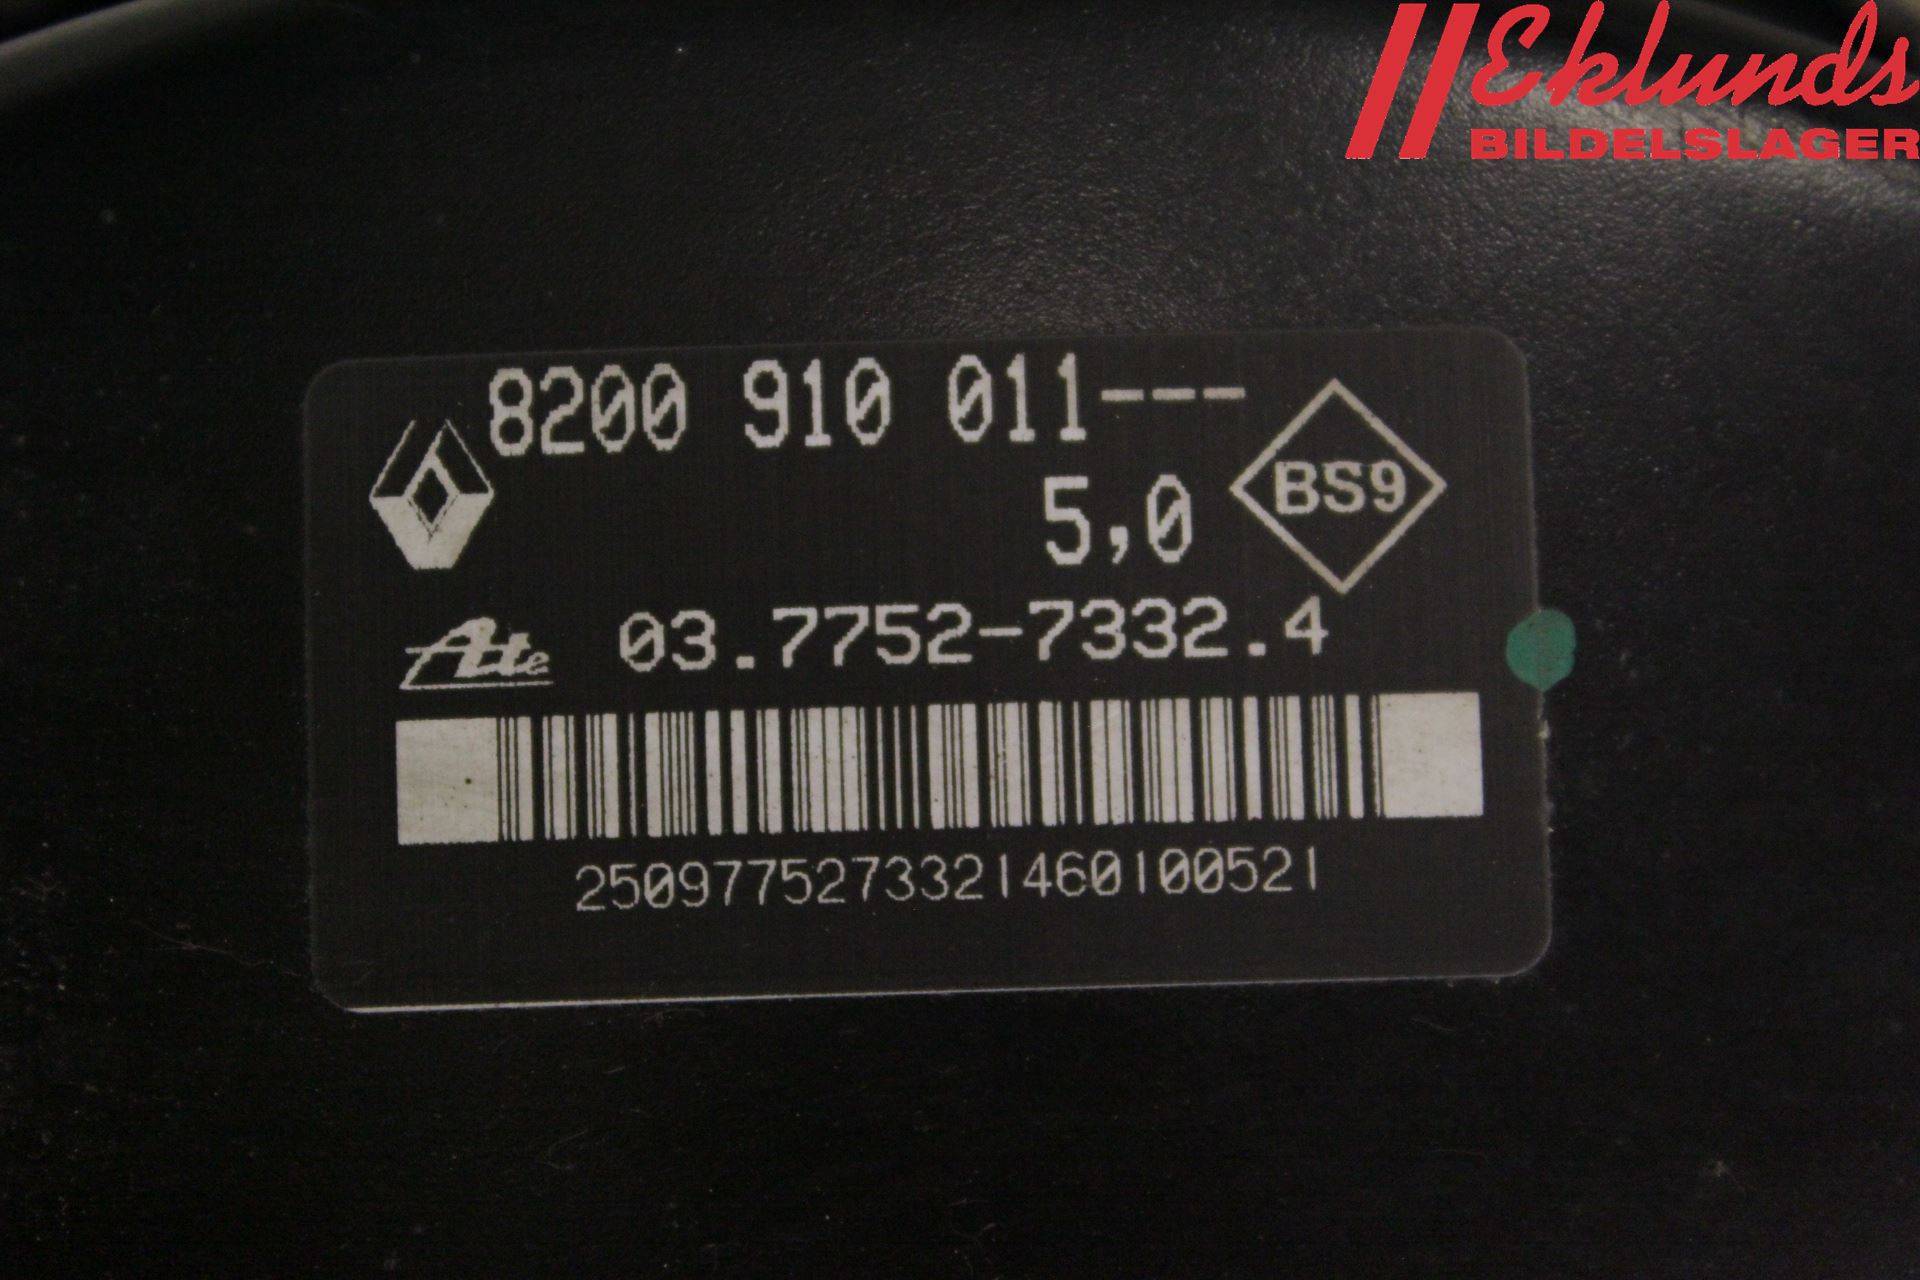 Eklunds
BILDELSLAGER
8200 910 011---
5,0
BS9
Ate 03.7752-7332.4
2509775273321460100521